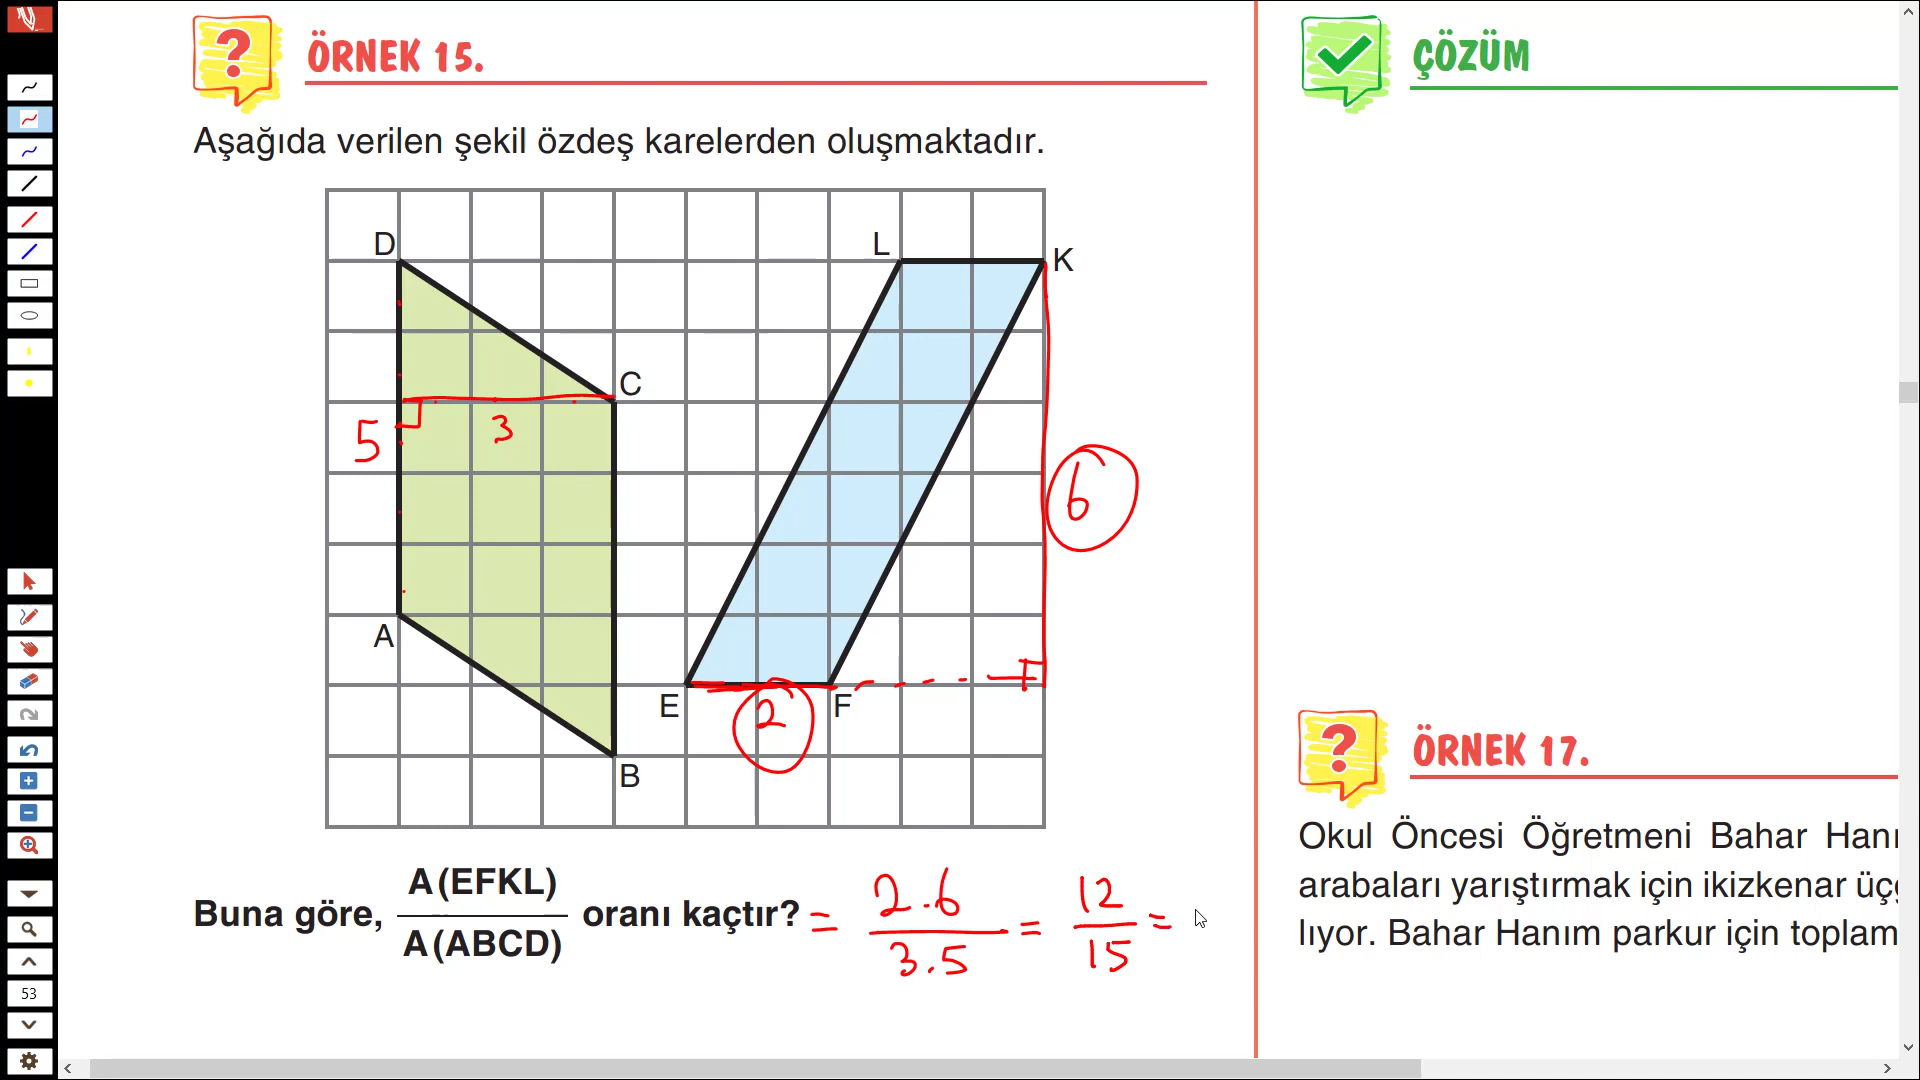 ÖRNEK 15.
Aşağıda verilen şekil özdeş karelerden oluşmaktadır.
D
L
K
C
5
3
6
A
E
2
F
B
Buna göre, A(EFKL) / A(ABCD) oranı kaçtır? = 2.6 / 3.5 = 12 / 15 =
ÇÖZÜM
ÖRNEK 17.
Okul Öncesi Öğretmeni Bahar
arabaları yarıştırmak için ikizkenar
lıyor. Bahar Hanım parkur için toplam
53